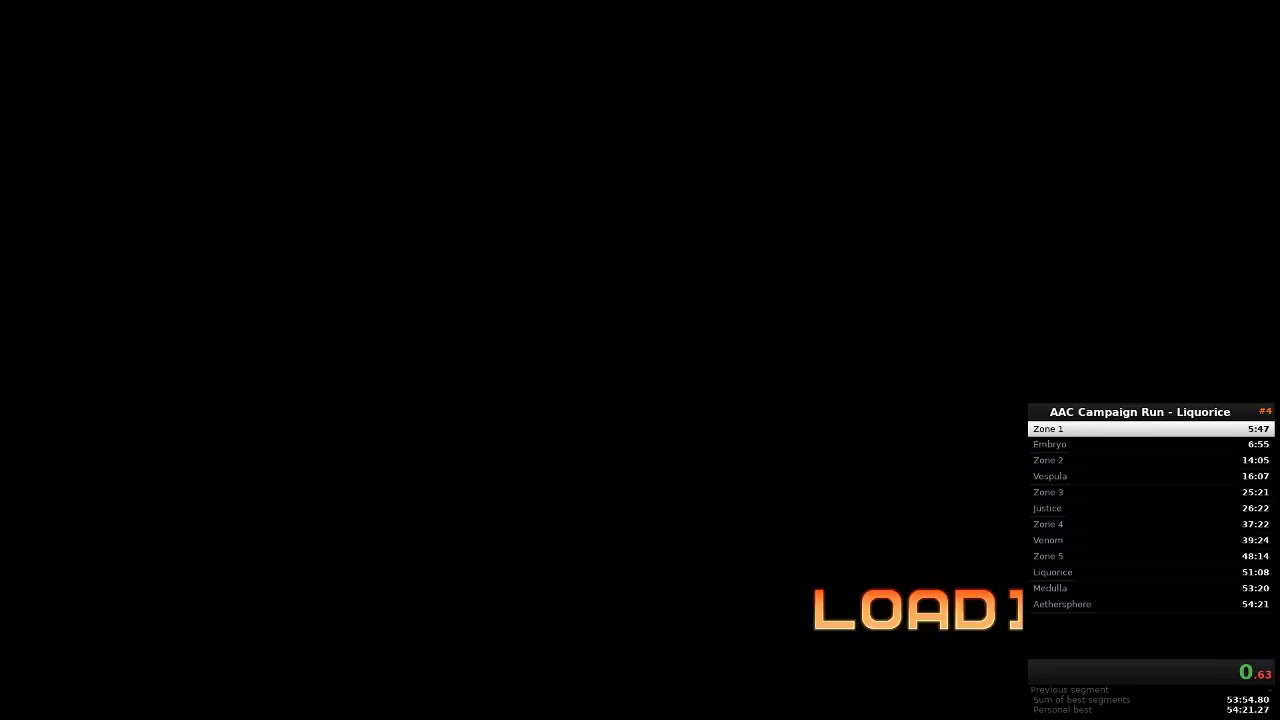 AAC Campaign Run - Liquorice #4
Zone 1 5:47
Embryo 6:55
Zone 2 14:05
Vespula 16:07
Zone 3 25:21
Justice 26:22
Zone 4 37:22
Venom 39:24
Zone 5 48:14
Liquorice 51:08
LOADI
Medulla 53:20
Aethersphere 54:21
0.63
Previous segment -
Sum of best segments 53:54.80
Personal best 54:21.27